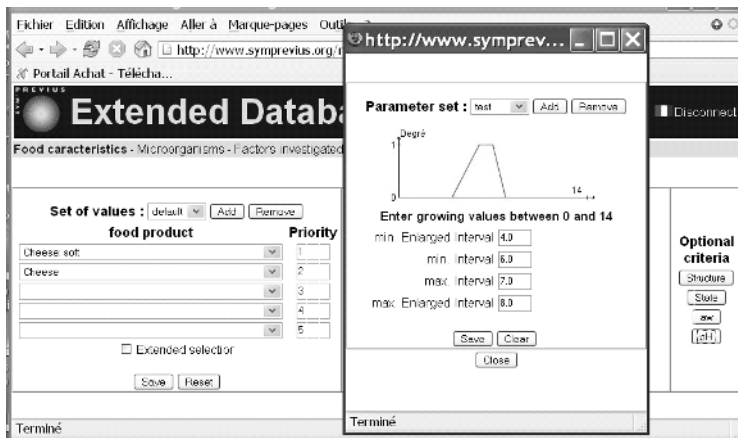 Fichier Edition Affichage Aller à Marque-pages
http://www.symprevius.org/
Portail Achat - Télécha...
PREVIUS
Extended Datab
Disconnect
Food caracteristics - Microorganisms - Factors investigated
Set of values : default Add Remove
food product Priority
Cheese: soft 1
Cheese 2
3
4
5
Extended selection
Save Reset
Terminé
http://www.symprev...
Parameter set : test Add Remove
Degré
1
0
14
Enter growing values between 0 and 14
min. Enlarged Interval 4.0
min. Interval 6.0
max. Interval 7.0
max. Enlarged Interval 8.0
Save Clear
Close
Terminé
Optional
criteria
Structure
State
aw
pH